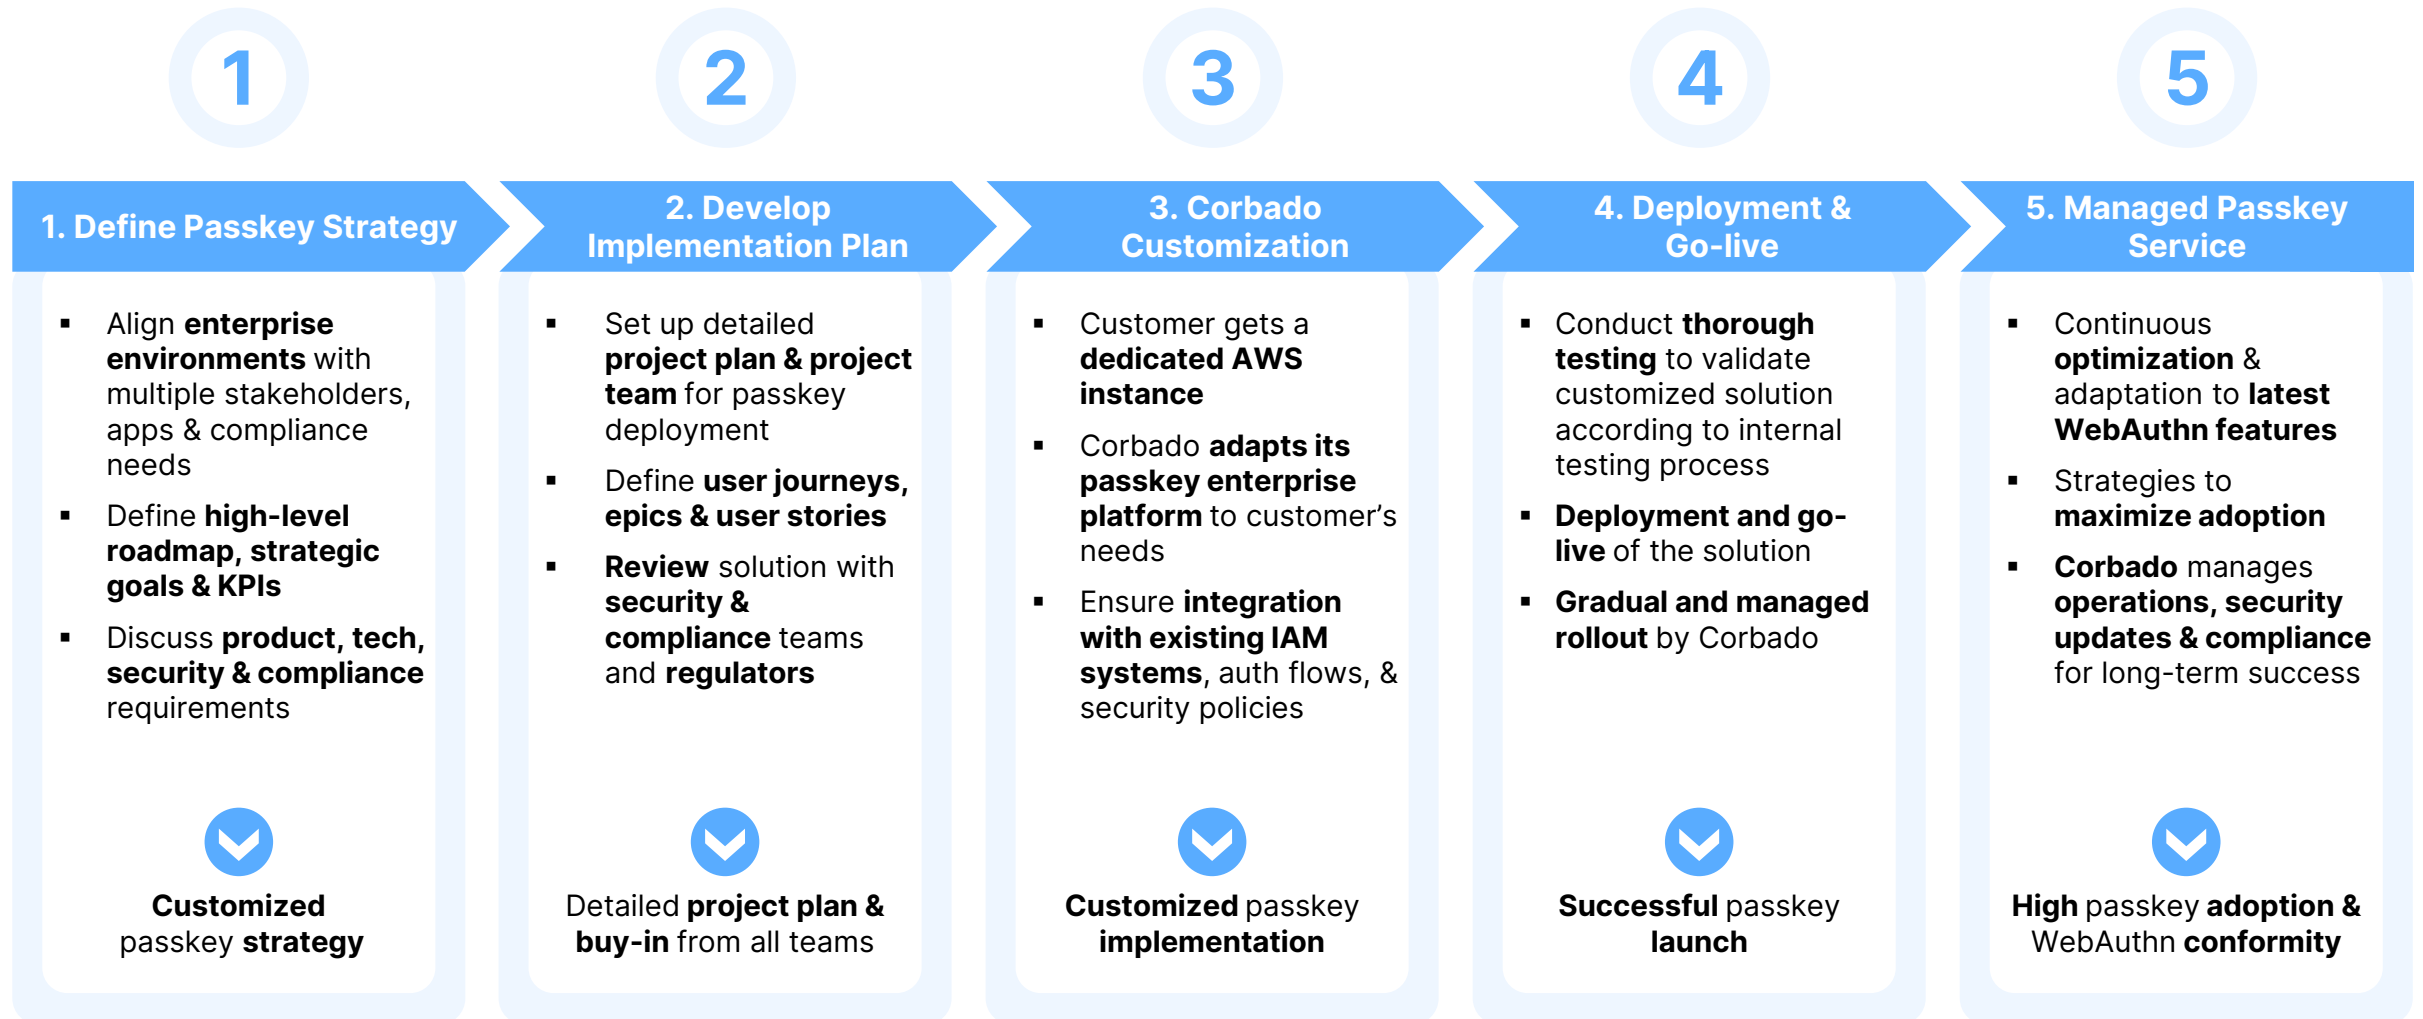 1
2
3
4
5
1. Define Passkey Strategy
2. Develop
Implementation Plan
3. Corbado
Customization
4. Deployment &
Go-live
5. Managed Passkey
Service
▪ Align enterprise
environments with
multiple stakeholders,
apps & compliance
needs
▪ Define high-level
roadmap, strategic
goals & KPIs
▪ Discuss product, tech,
security & compliance
requirements
Customized
passkey strategy
▪ Set up detailed
project plan & project
team for passkey
deployment
▪ Define user journeys,
epics & user stories
▪ Review solution with
security &
compliance teams
and regulators
Detailed project plan &
buy-in from all teams
▪ Customer gets a
dedicated AWS
instance
▪ Corbado adapts its
passkey enterprise
platform to customer’s
needs
▪ Ensure integration
with existing IAM
systems, auth flows, &
security policies
Customized passkey
implementation
▪ Conduct thorough
testing to validate
customized solution
according to internal
testing process
▪ Deployment and go-
live of the solution
▪ Gradual and managed
rollout by Corbado
Successful passkey
launch
▪ Continuous
optimization &
adaptation to latest
WebAuthn features
▪ Strategies to
maximize adoption
▪ Corbado manages
operations, security
updates & compliance
for long-term success
High passkey adoption &
WebAuthn conformity